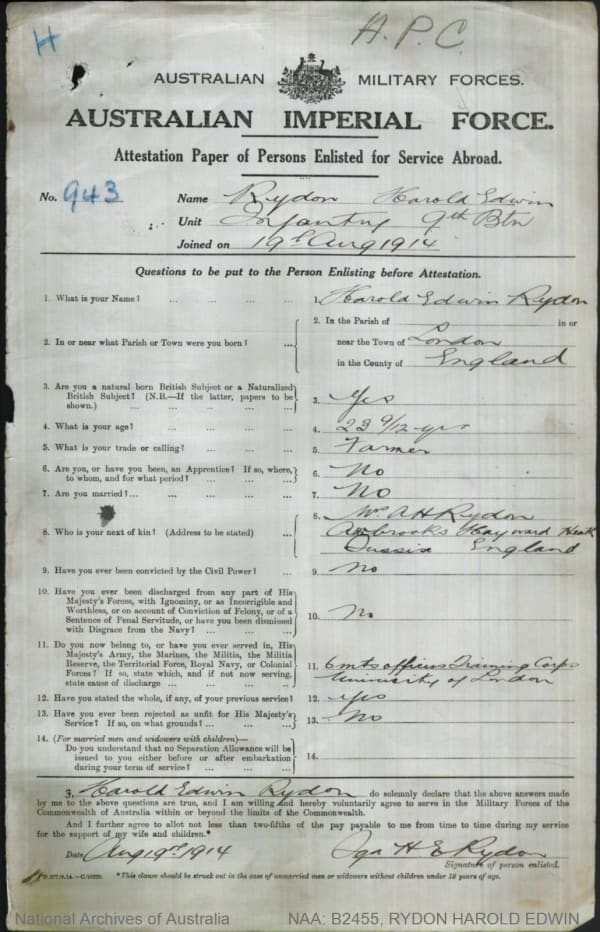 H
A.P.C.
AUSTRALIAN MILITARY FORCES.
AUSTRALIAN IMPERIAL FORCE.
Attestation Paper of Persons Enlisted for Service Abroad.
No. 943
Name Rydon Harold Edwin
Unit Infantry 9th Btn
Joined on 19th Aug 1914
Questions to be put to the Person Enlisting before Attestation.
1. What is your Name? ... ... ... ... 1. Harold Edwin Rydon
2. In or near what Parish or Town were you born? ... 2. In the Parish of in or
near the Town of London
in the County of England
3. Are you a natural born British Subject or a Naturalized
British Subject? (N.B.—If the latter, papers to be
shown.) ... ... ... ... ... 3. Yes
4. What is your age? ... ... ... ... 4. 23 9/12 yrs
5. What is your trade or calling? ... ... ... 5. Farmer
6. Are you, or have you been, an Apprentice? If so, where,
to whom, and for what period? ... ... ... 6. No
7. Are you married? ... ... ... ... 7. No
8. Who is your next of kin? (Address to be stated) ... 8. A H Rydon
Hayward Heath
Sussix England
9. Have you ever been convicted by the Civil Power? ... 9. No
10. Have you ever been discharged from any part of His
Majesty's Forces, with Ignominy, or as Incorrigible and
Worthless, or on account of Conviction of Felony, or of a
Sentence of Penal Servitude, or have you been dismissed
with Disgrace from the Navy? ... ... ... 10. No
11. Do you now belong to, or have you ever served in, His
Majesty's Army, the Marines, the Militia, the Militia
Reserve, the Territorial Force, Royal Navy, or Colonial
Forces? If so, state which, and if not now serving,
state cause of discharge ... ... ... ... 11. 6 mts officers Training Corps
University of London
12. Have you stated the whole, if any, of your previous service? 12. Yes
13. Have you ever been rejected as unfit for His Majesty's
Service? If so, on what grounds? ... ... ... 13. No
14. (For married men and widowers with children)—
Do you understand that no Separation Allowance will be
issued to you either before or after embarkation
during your term of service? ... ... ... 14.
I, Harold Edwin Rydon do solemnly declare that the above answers made
by me to the above questions are true, and I am willing and hereby voluntarily agree to serve in the Military Forces of the
Commonwealth of Australia within or beyond the limits of the Commonwealth.
And I further agree to allot not less than two-fifths of the pay payable to me from time to time during my service
for the support of my wife and children.*
Date Aug 19th 1914 H E Rydon
Signature of person enlisted.
*This clause should be struck out in the case of unmarried men or widowers without children under 18 years of age.
National Archives of Australia NAA: B2455, RYDON HAROLD EDWIN